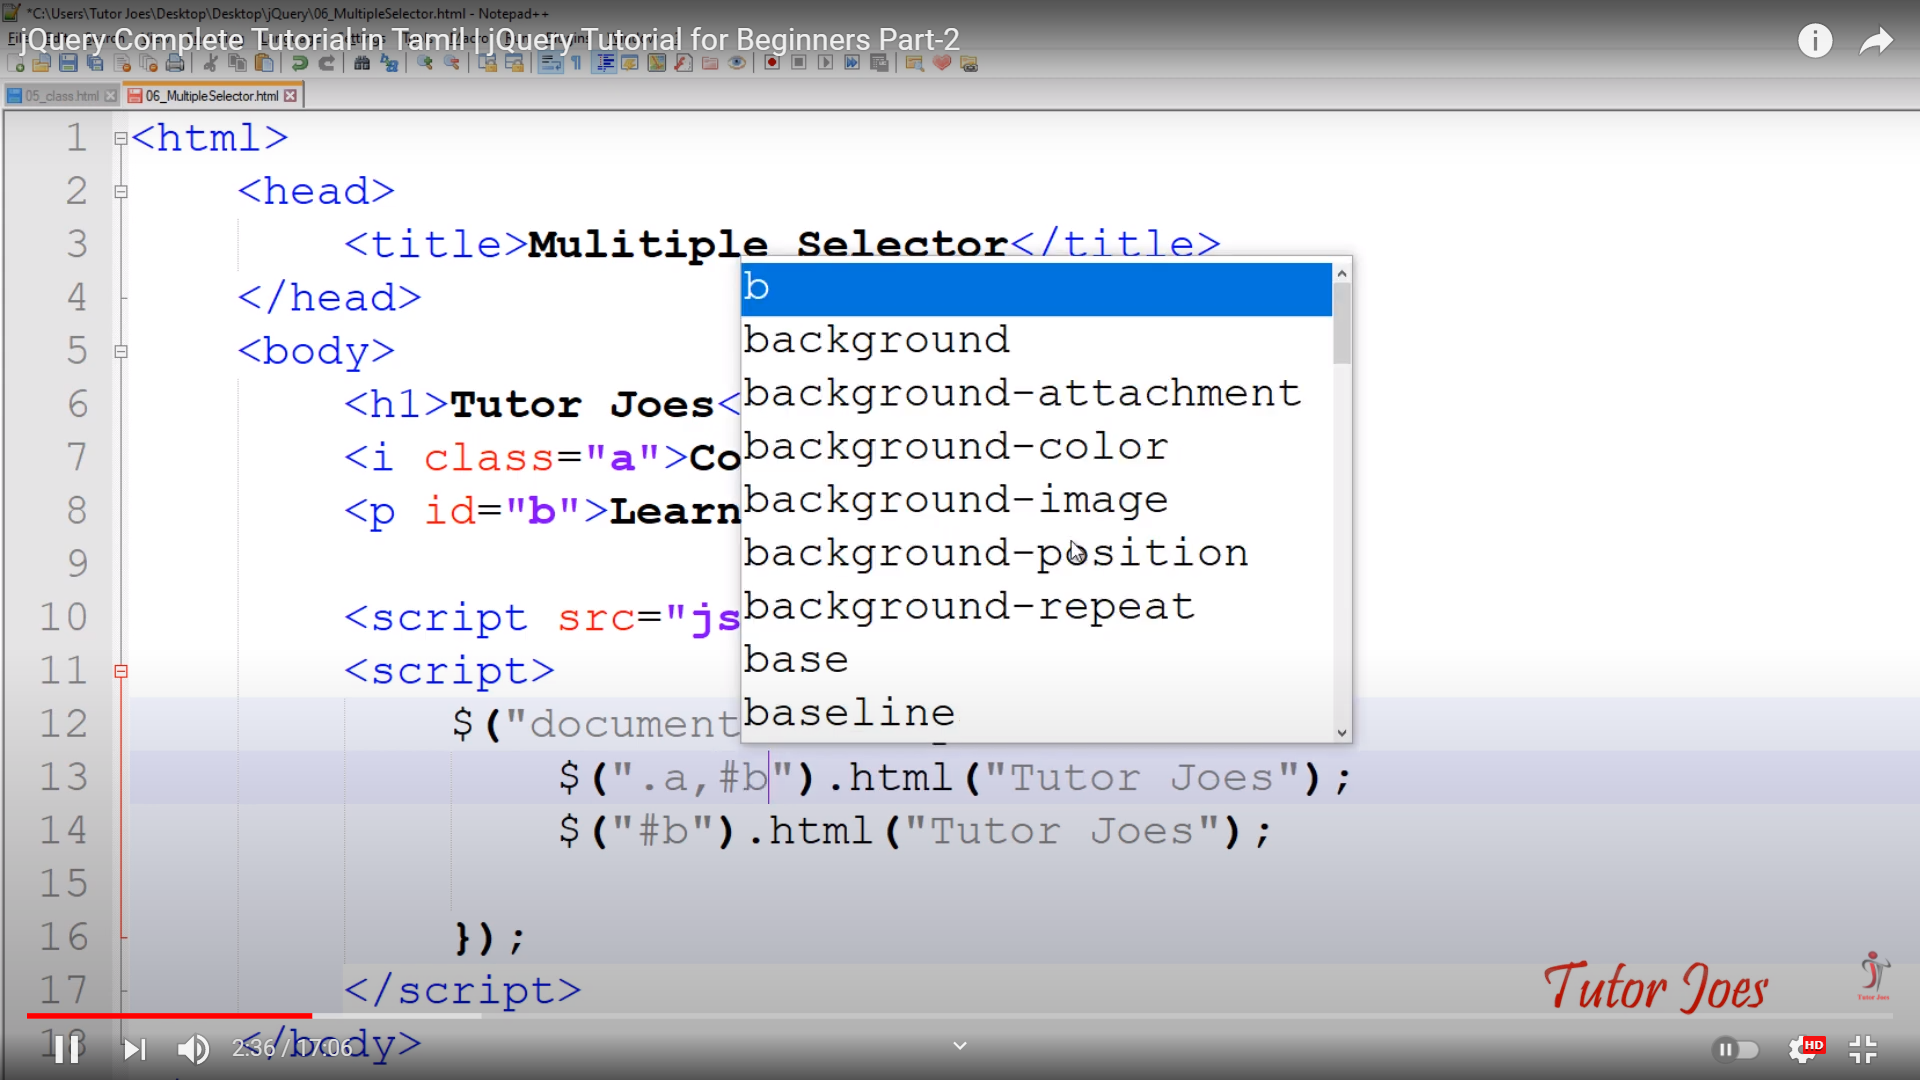 *C:\Users\Tutor Joes\Desktop\Desktop\jQuery\06_MultipleSelector.html - Notepad++
jQuery Complete Tutorial in Tamil | jQuery Tutorial for Beginners Part-2
05_class.html
06_MultipleSelector.html
1 <html>
2 <head>
3 <title>Mulitiple Selector</title>
4 </head>
5 <body>
6 <h1>Tutor Joes<
7 <i class="a">Co
8 <p id="b">Learn
9
10 <script src="js
11 <script>
12 $("document
13 $(".a,#b").html("Tutor Joes");
14 $("#b").html("Tutor Joes");
15
16 });
17 </script>
18 </body>
b
background
background-attachment
background-color
background-image
background-position
background-repeat
base
baseline
Tutor Joes
Tutor Joes
2:36 / 17:06
HD